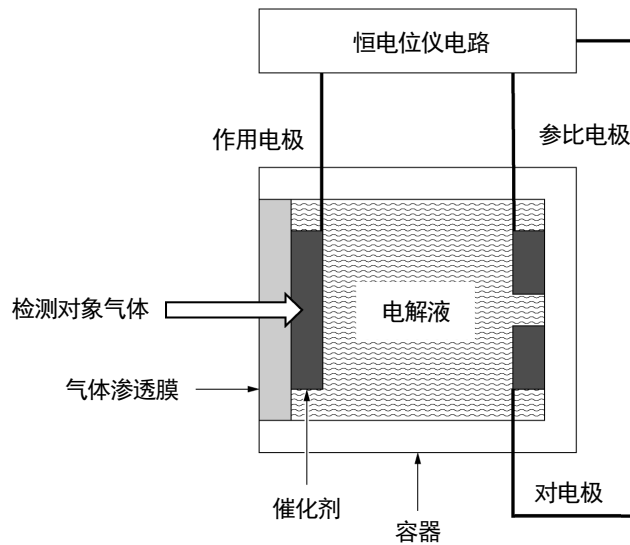 恒电位仪电路
作用电极
参比电极
检测对象气体
电解液
气体渗透膜
催化剂
容器
对电极